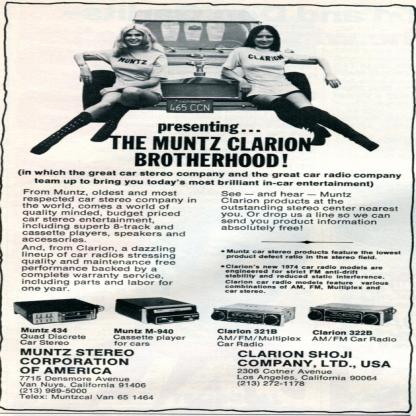 MUNTZ
CLARION
465 CCN
presenting...
THE MUNTZ CLARION
BROTHERHOOD!
(in which the great car stereo company and the great car radio company
team up to bring you today's most brilliant in-car entertainment)
From Muntz, oldest and most
respected car stereo company in
the world, comes a world of
quality minded, budget priced
car stereo entertainment,
including superb 8-track and
cassette players, speakers and
accessories.
And, from Clarion, a dazzling
lineup of car radios stressing
quality and maintenance free
performance backed by a
complete warranty service,
including parts and labor for
one year.
See — and hear — Muntz
Clarion products at the
outstanding stereo center nearest
you. Or drop us a line so we can
send you product information
absolutely free!
• Muntz car stereo products feature the lowest
product defect ratio in the stereo field.
• Clarion's new 1974 car radio models are
engineered for strict FM anti-drift
stability and reduced static interference.
Clarion car radio models feature various
combinations of AM, FM, Multiplex and
car stereo.
Muntz 434
Quad Discrete
Car Stereo
Muntz M-940
Cassette player
for cars
Clarion 321B
AM/FM/Multiplex
Car Radio
Clarion 322B
AM/FM Car Radio
MUNTZ STEREO
CORPORATION
OF AMERICA
7715 Densmore Avenue
Van Nuys, California 91406
(213) 989-5000
Telex: Muntzcal Van 65 1464
CLARION SHOJI
COMPANY, LTD., USA
2306 Cotner Avenue
Los Angeles, California 90064
(213) 272-1178